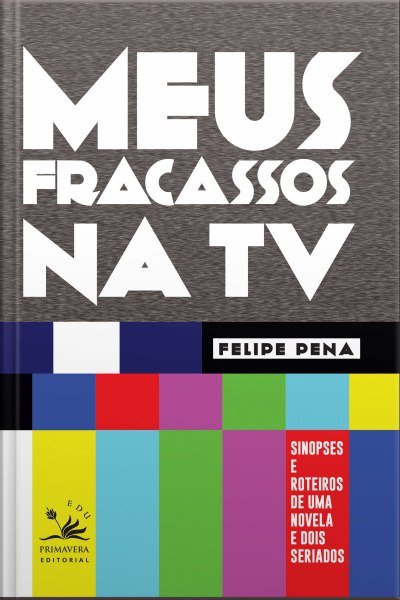 MEUS
FRACASSOS
NA TV
FELIPE PENA
SINOPSES
E
ROTEIROS
DE UMA
NOVELA
E DOIS
SERIADOS
EDU
PRIMAVERA
EDITORIAL